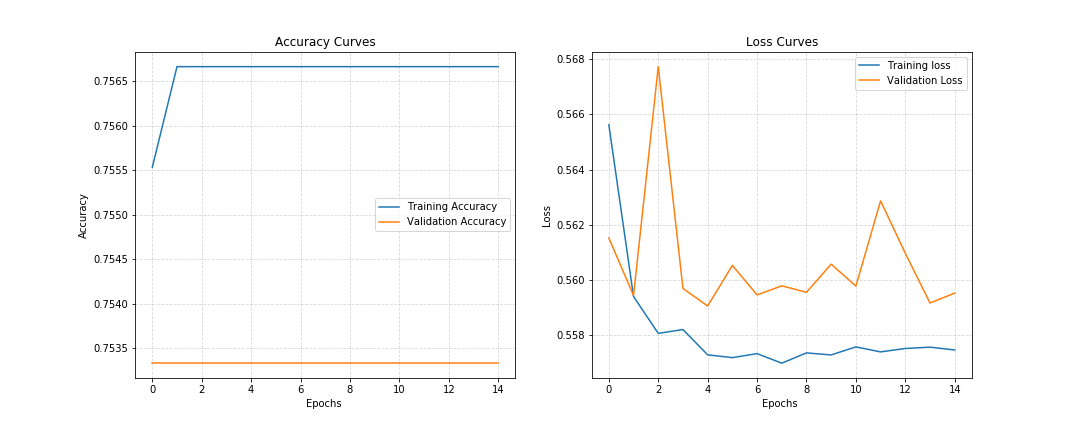 Accuracy Curves
0.7565
0.7560
0.7555
0.7550
0.7545
0.7540
0.7535
Accuracy
Training Accuracy
Validation Accuracy
0 2 4 6 8 10 12 14
Epochs
Loss Curves
0.568
0.566
0.564
0.562
0.560
0.558
Loss
Training loss
Validation Loss
0 2 4 6 8 10 12 14
Epochs